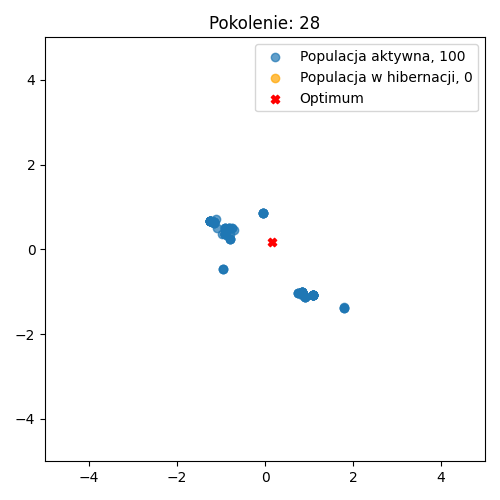 Pokolenie: 28
Populacja aktywna, 100
Populacja w hibernacji, 0
Optimum
4
2
0
−2
−4
−4 −2 0 2 4